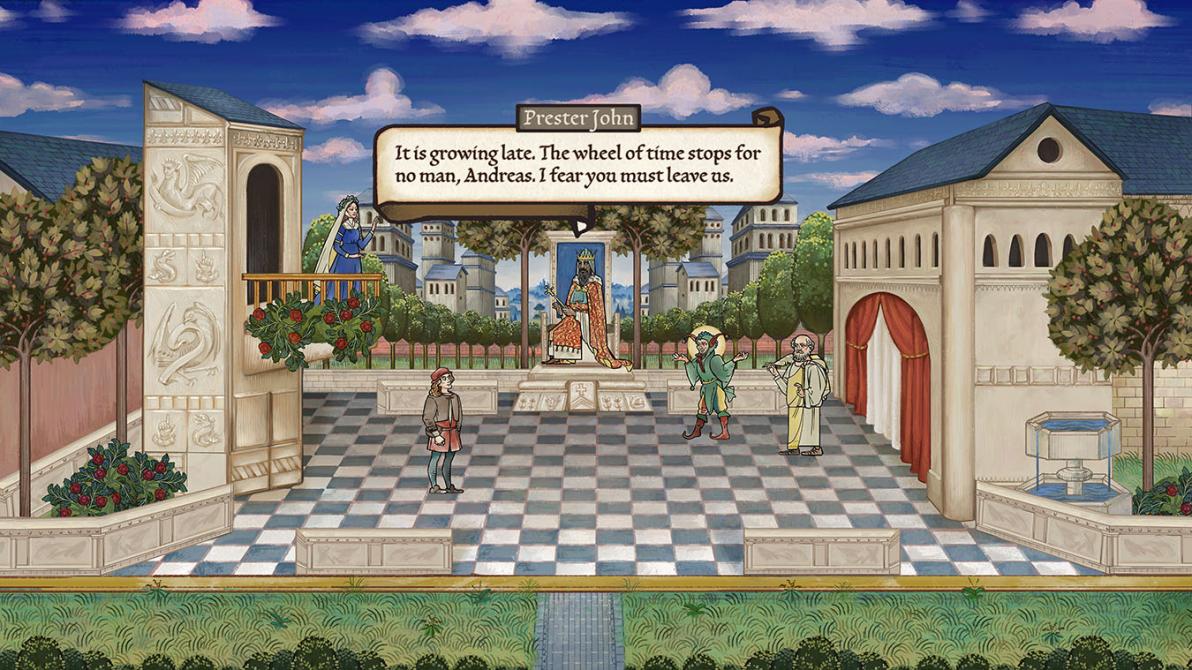 Prester John
It is growing late. The wheel of time stops for
no man, Andreas. I fear you must leave us.